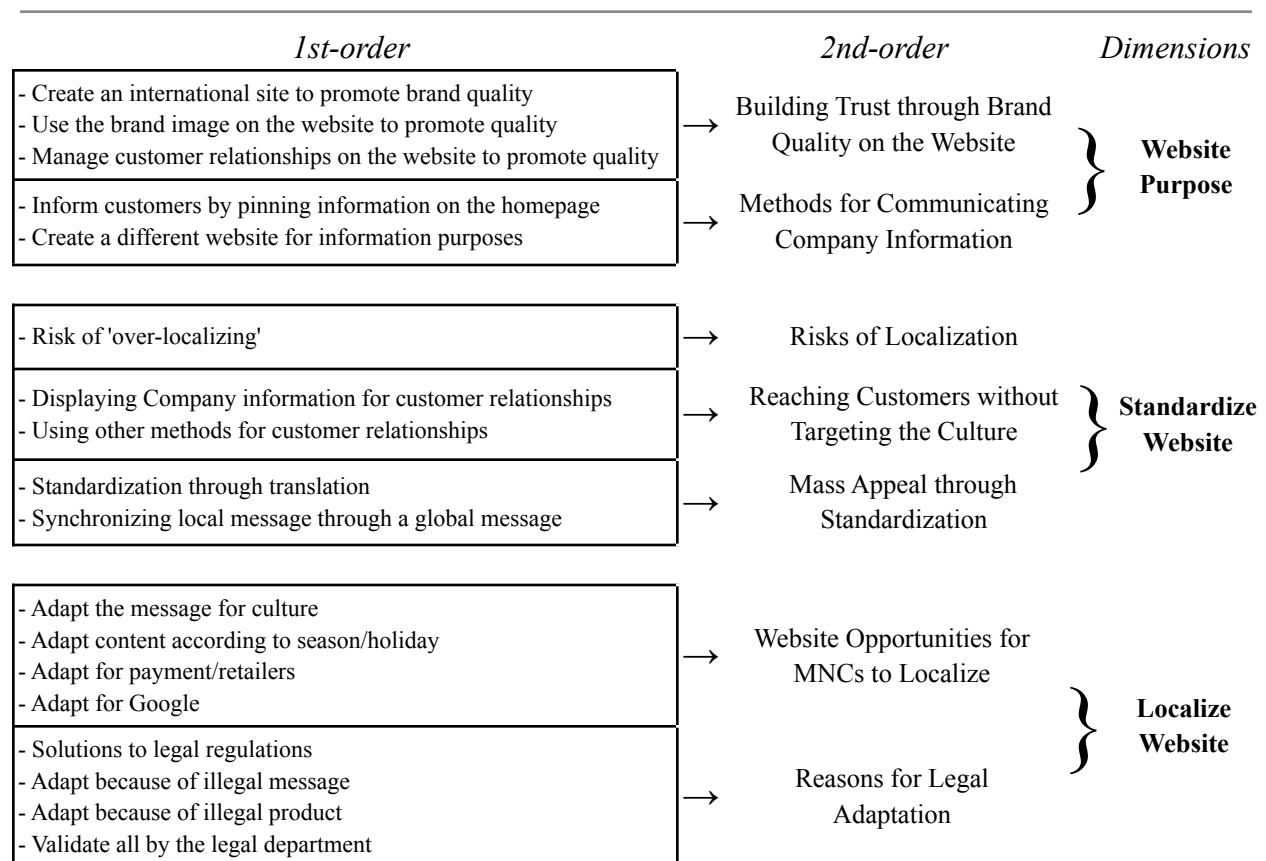 1st-order 2nd-order Dimensions
- Create an international site to promote brand quality
- Use the brand image on the website to promote quality
- Manage customer relationships on the website to promote quality
→
Building Trust through Brand
Quality on the Website
- Inform customers by pinning information on the homepage
- Create a different website for information purposes
→
Methods for Communicating
Company Information
}
Website
Purpose
- Risk of 'over-localizing'
→
Risks of Localization
- Displaying Company information for customer relationships
- Using other methods for customer relationships
→
Reaching Customers without
Targeting the Culture
- Standardization through translation
- Synchronizing local message through a global message
→
Mass Appeal through
Standardization
}
Standardize
Website
- Adapt the message for culture
- Adapt content according to season/holiday
- Adapt for payment/retailers
- Adapt for Google
→
Website Opportunities for
MNCs to Localize
- Solutions to legal regulations
- Adapt because of illegal message
- Adapt because of illegal product
- Validate all by the legal department
→
Reasons for Legal
Adaptation
}
Localize
Website